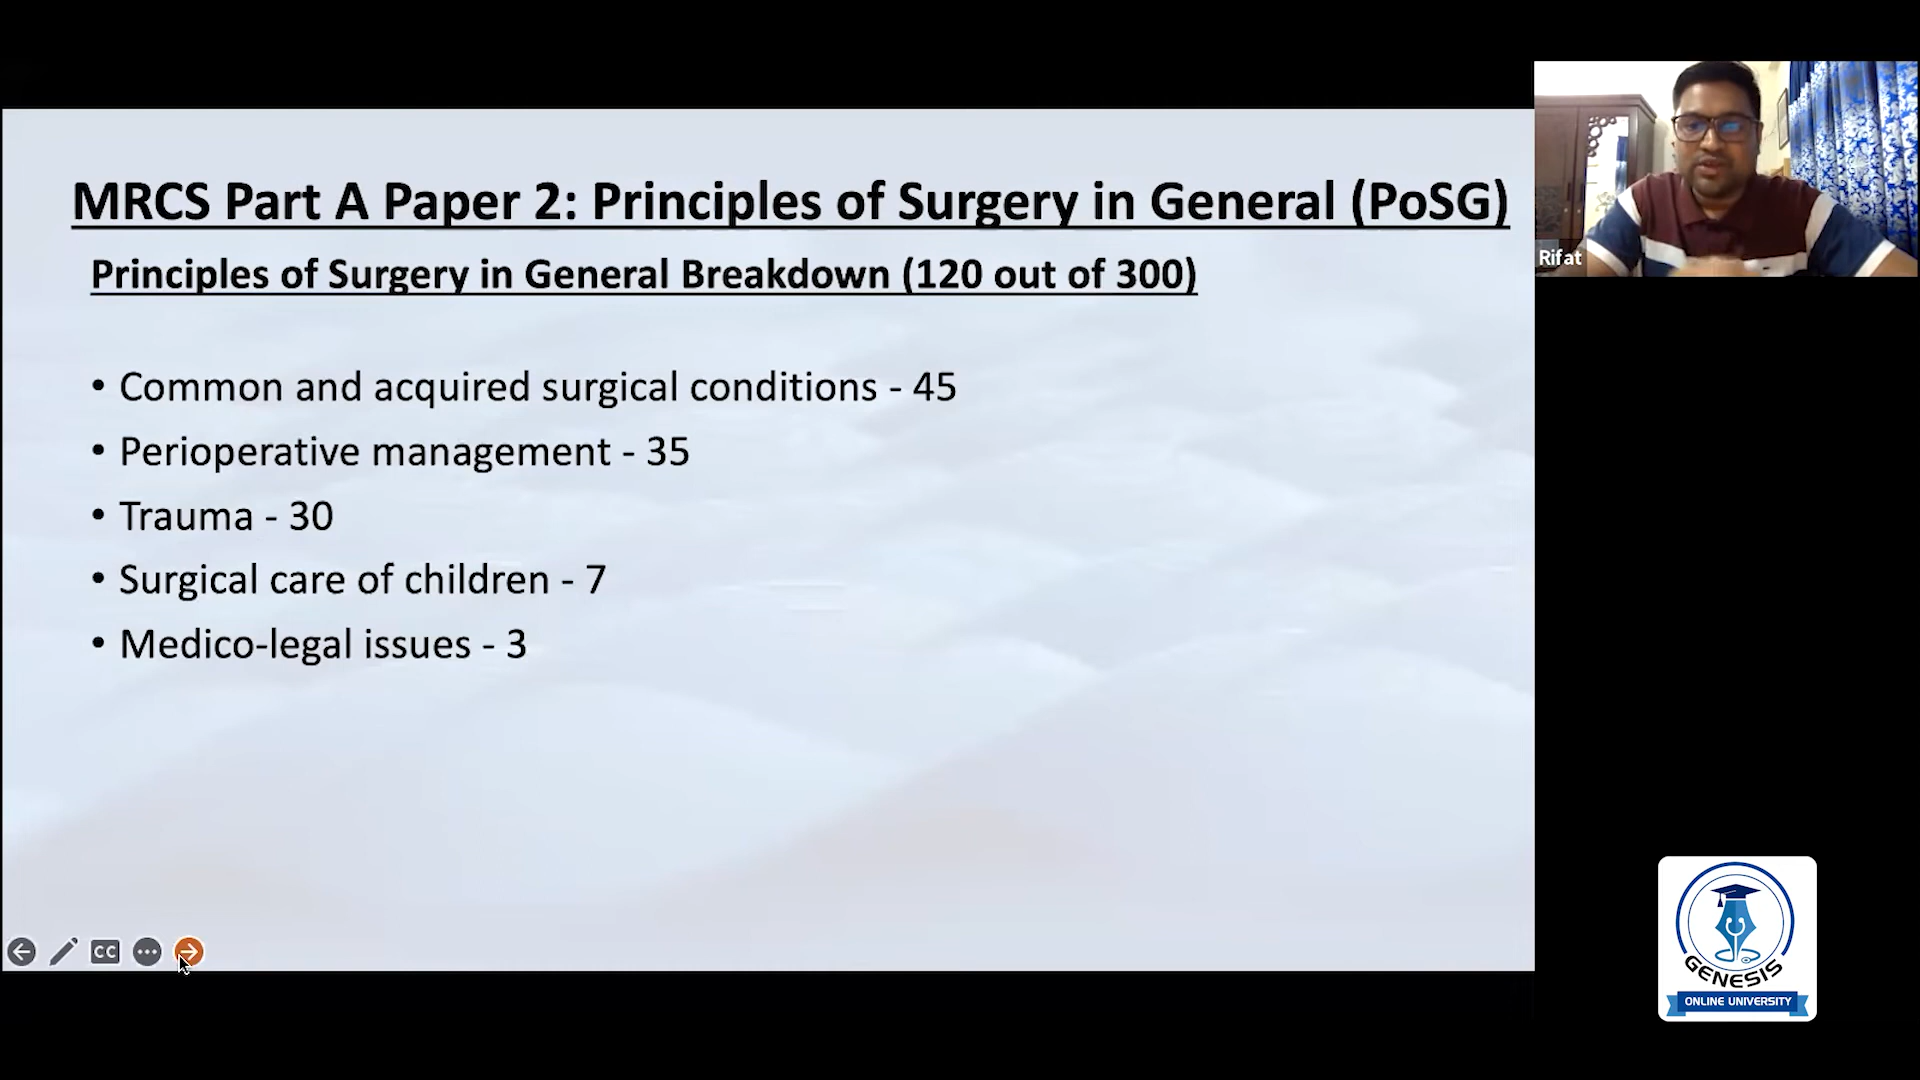 MRCS Part A Paper 2: Principles of Surgery in General (PoSG)
Principles of Surgery in General Breakdown (120 out of 300)
• Common and acquired surgical conditions - 45
• Perioperative management - 35
• Trauma - 30
• Surgical care of children - 7
• Medico-legal issues - 3
CC
Rifat
GENESIS
ONLINE UNIVERSITY